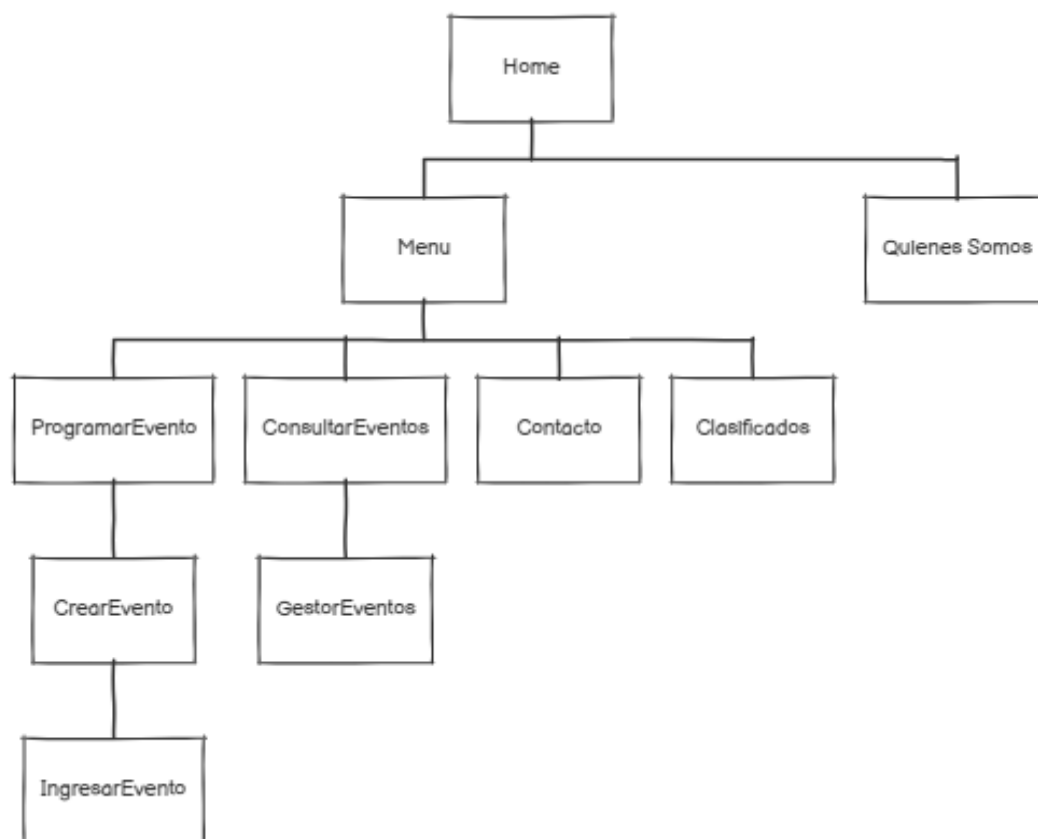 Home
Menu
Quienes Somos
ProgramarEvento
ConsultarEventos
Contacto
Clasificados
CrearEvento
GestorEventos
IngresarEvento